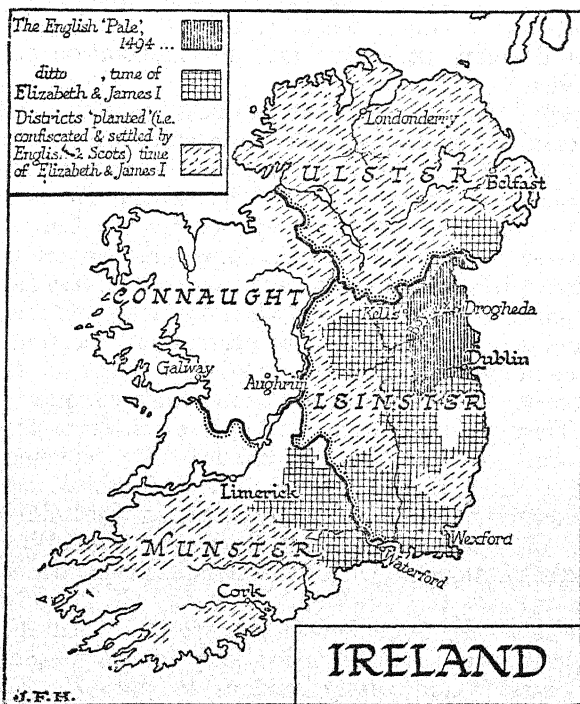 The English 'Pale',
1494 ...
ditto , time of
Elizabeth & James I
Districts 'planted' (i.e.
confiscated & settled by
Scots) time
of Elizabeth & James I
Londonderry
ULSTER
Belfast
CONNAUGHT
Kells
Drogheda
Galway
Dublin
Aughrim
LEINSTER
Limerick
Wexford
MUNSTER
Waterford
Cork
IRELAND
J.F.H.